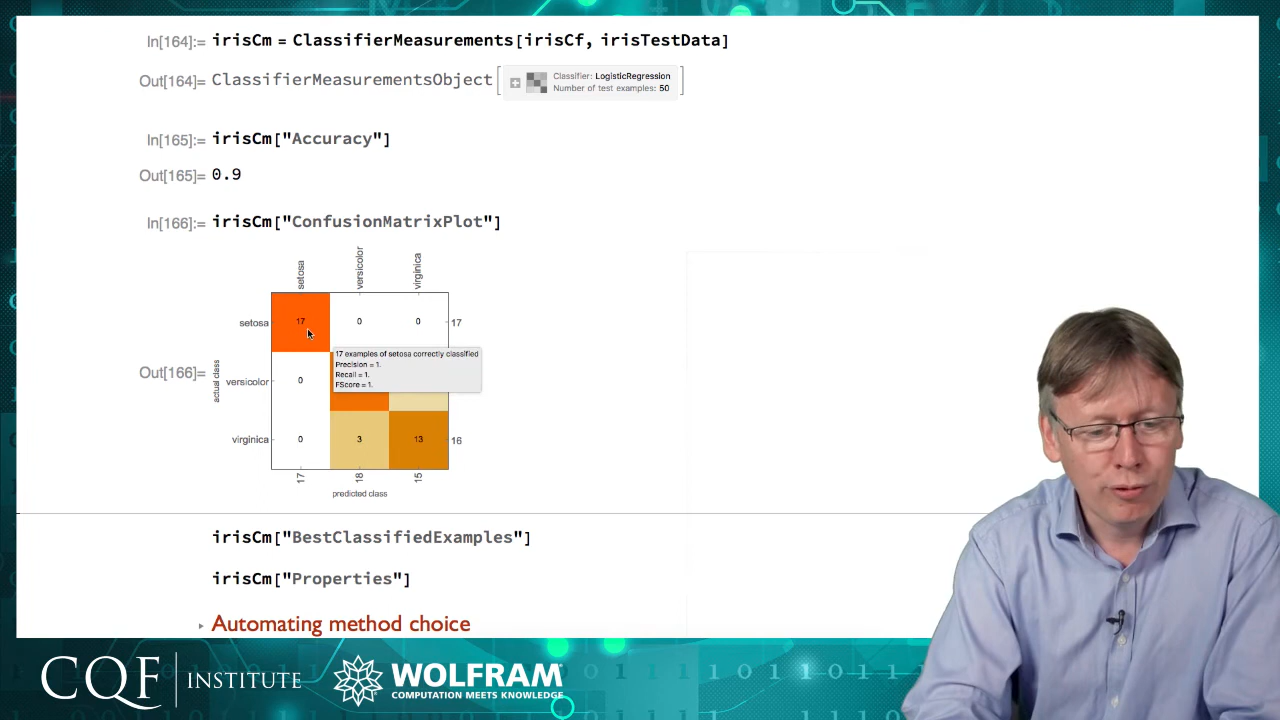 In[164]:= irisCm = ClassifierMeasurements[irisCf, irisTestData]
Out[164]= ClassifierMeasurementsObject[
Classifier: LogisticRegression
Number of test examples: 50
]
In[165]:= irisCm["Accuracy"]
Out[165]= 0.9
In[166]:= irisCm["ConfusionMatrixPlot"]
setosa versicolor virginica
setosa 17 0 0 17
17 examples of setosa correctly classified
Precision = 1.
Recall = 1.
FScore = 1.
Out[166]=
actual class
versicolor 0
virginica 0 3 13 16
17 18 15
predicted class
irisCm["BestClassifiedExamples"]
irisCm["Properties"]
Automating method choice
CQF INSTITUTE
WOLFRAM
COMPUTATION MEETS KNOWLEDGE